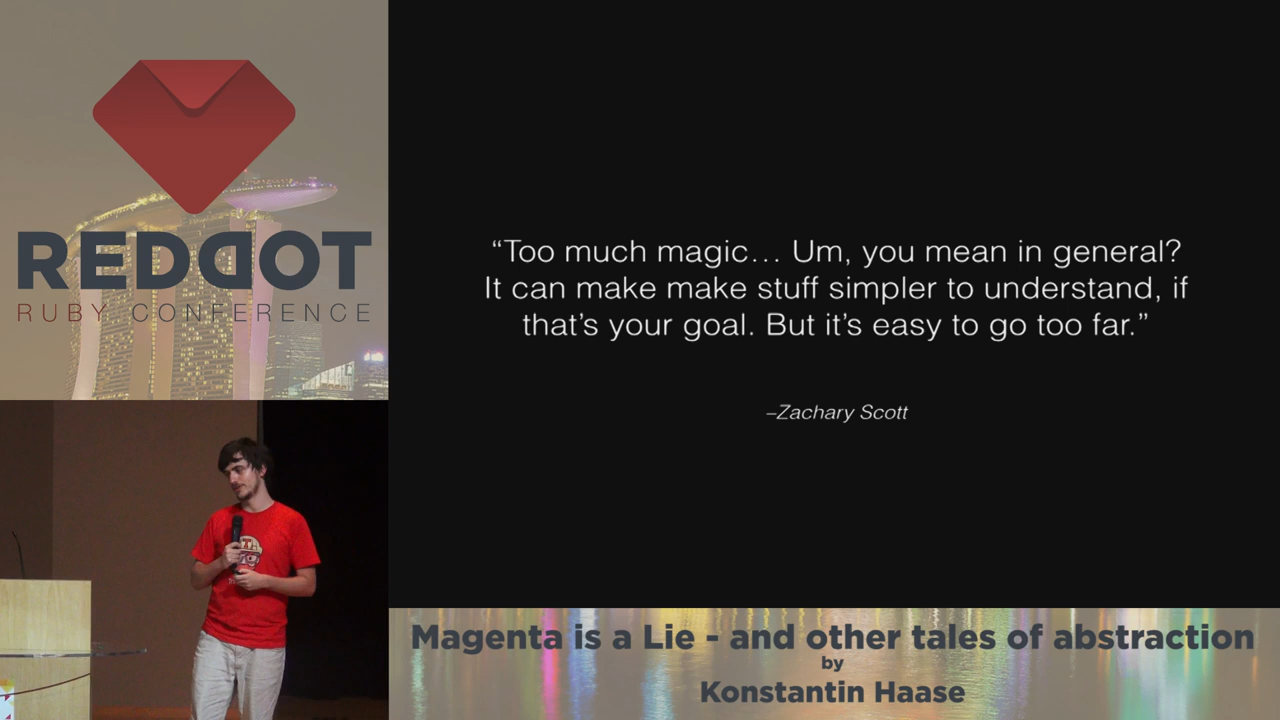 REDDOT
RUBY CONFERENCE
“Too much magic… Um, you mean in general?
It can make make stuff simpler to understand, if
that’s your goal. But it’s easy to go too far.”
–Zachary Scott
Magenta is a Lie - and other tales of abstraction
by
Konstantin Haase